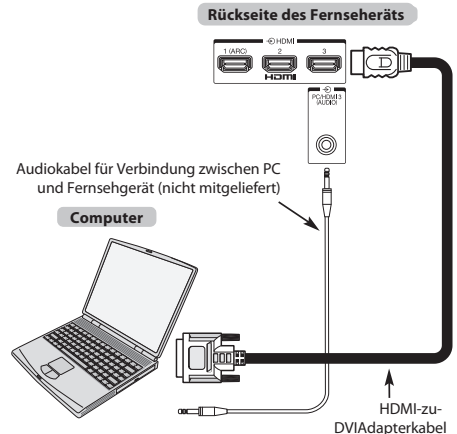 Rückseite des Fernseheräts
HDMI
1 (ARC) 2 3
HDMI
PC/HDMI 3
(AUDIO)
Audiokabel für Verbindung zwischen PC
und Fernsehgerät (nicht mitgeliefert)
Computer
HDMI-zu-
DVIAdapterkabel